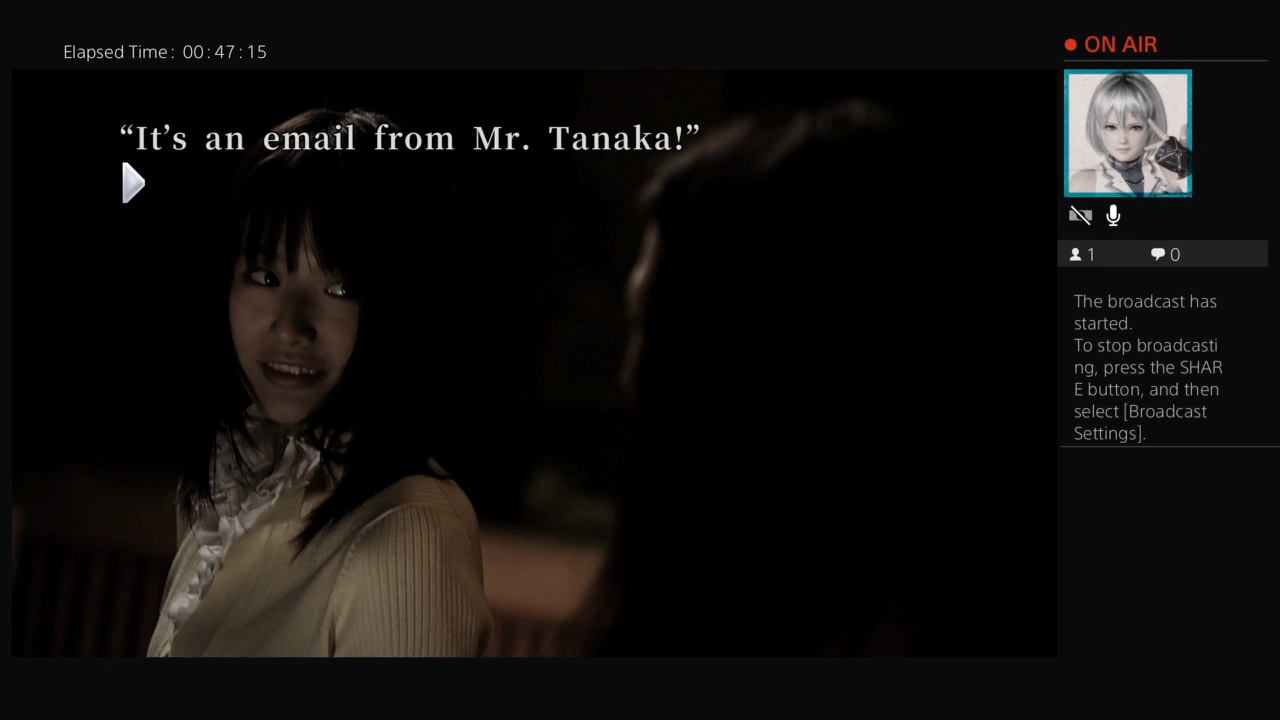 Elapsed Time: 00:47:15
ON AIR
“It’s an email from Mr. Tanaka!”
1 0
The broadcast has
started.
To stop broadcasti
ng, press the SHAR
E button, and then
select [Broadcast
Settings].